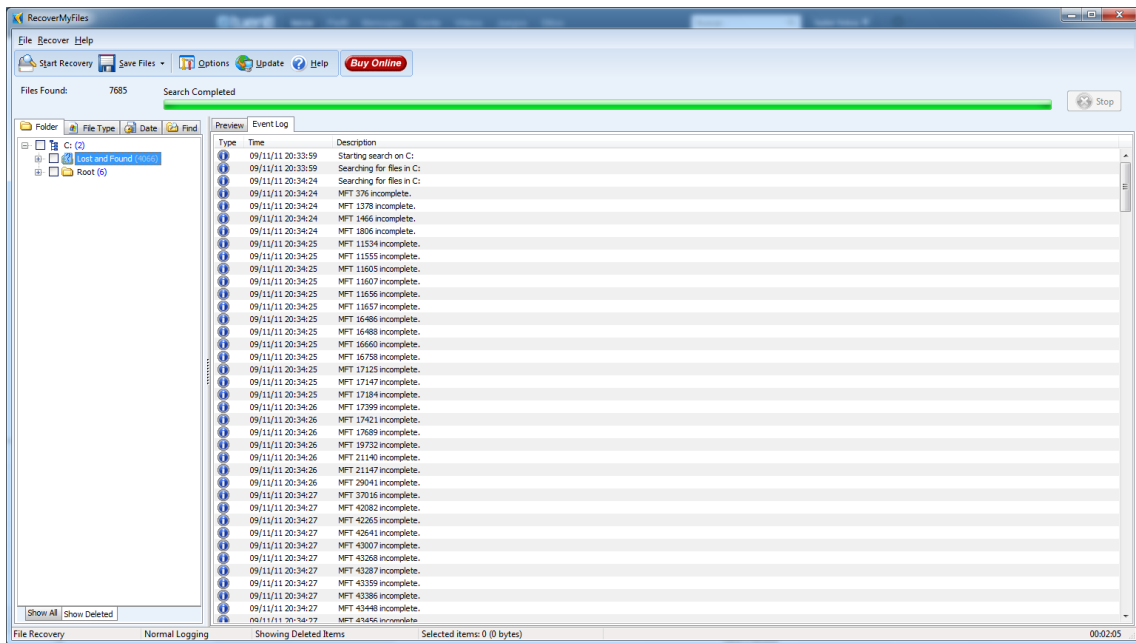 RecoverMyFiles
File Recover Help
Start Recovery Save Files Options Update Help Buy Online
Files Found: 7685 Search Completed
Stop
Folder File Type Date Find
Preview Event Log
C: (2)
Lost and Found (4066)
Root (6)
Type Time Description
09/11/11 20:33:59 Starting search on C:
09/11/11 20:33:59 Searching for files in C:
09/11/11 20:34:24 Searching for files in C:
09/11/11 20:34:24 MFT 376 incomplete.
09/11/11 20:34:24 MFT 1378 incomplete.
09/11/11 20:34:24 MFT 1466 incomplete.
09/11/11 20:34:24 MFT 1806 incomplete.
09/11/11 20:34:25 MFT 11534 incomplete.
09/11/11 20:34:25 MFT 11555 incomplete.
09/11/11 20:34:25 MFT 11605 incomplete.
09/11/11 20:34:25 MFT 11607 incomplete.
09/11/11 20:34:25 MFT 11656 incomplete.
09/11/11 20:34:25 MFT 11657 incomplete.
09/11/11 20:34:25 MFT 16486 incomplete.
09/11/11 20:34:25 MFT 16488 incomplete.
09/11/11 20:34:25 MFT 16660 incomplete.
09/11/11 20:34:25 MFT 16758 incomplete.
09/11/11 20:34:25 MFT 17125 incomplete.
09/11/11 20:34:25 MFT 17147 incomplete.
09/11/11 20:34:25 MFT 17184 incomplete.
09/11/11 20:34:26 MFT 17399 incomplete.
09/11/11 20:34:26 MFT 17421 incomplete.
09/11/11 20:34:26 MFT 17689 incomplete.
09/11/11 20:34:26 MFT 19732 incomplete.
09/11/11 20:34:26 MFT 21140 incomplete.
09/11/11 20:34:26 MFT 21147 incomplete.
09/11/11 20:34:26 MFT 29041 incomplete.
09/11/11 20:34:27 MFT 37016 incomplete.
09/11/11 20:34:27 MFT 42082 incomplete.
09/11/11 20:34:27 MFT 42265 incomplete.
09/11/11 20:34:27 MFT 42641 incomplete.
09/11/11 20:34:27 MFT 43007 incomplete.
09/11/11 20:34:27 MFT 43268 incomplete.
09/11/11 20:34:27 MFT 43287 incomplete.
09/11/11 20:34:27 MFT 43359 incomplete.
09/11/11 20:34:27 MFT 43386 incomplete.
09/11/11 20:34:27 MFT 43448 incomplete.
09/11/11 20:34:27 MFT 43456 incomplete.
Show All Show Deleted
File Recovery Normal Logging Showing Deleted Items Selected items: 0 (0 bytes) 00:02:05